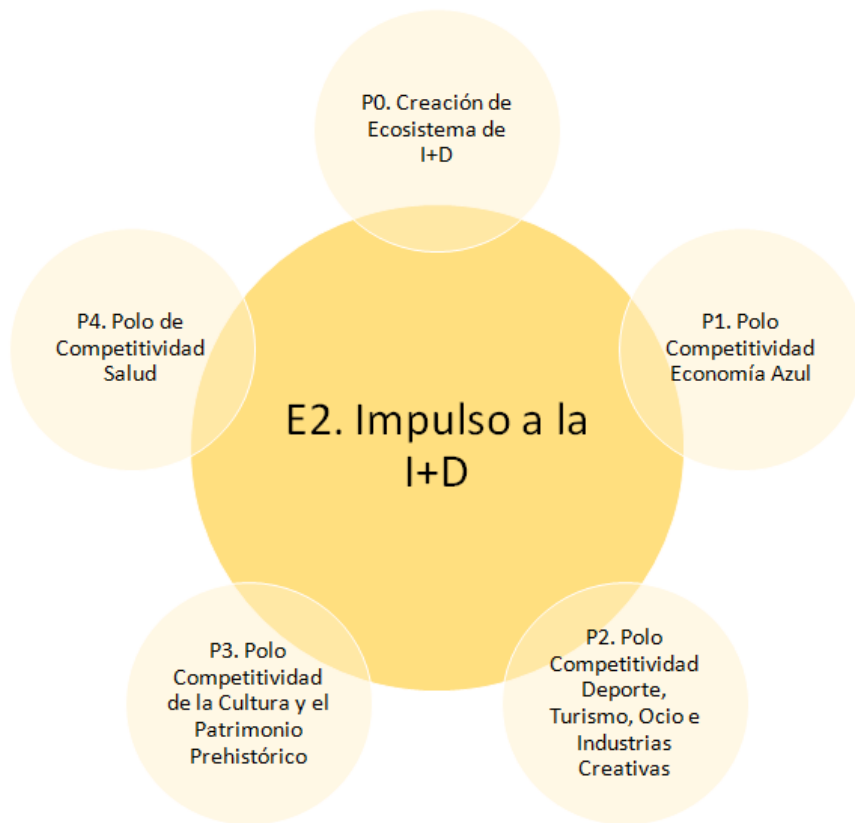 P0. Creación de
Ecosistema de
I+D
P4. Polo de
Competitividad
Salud
P1. Polo
Competitividad
Economía Azul
E2. Impulso a la
I+D
P3. Polo
Competitividad
de la Cultura y el
Patrimonio
Prehistórico
P2. Polo
Competitividad
Deporte,
Turismo, Ocio e
Industrias
Creativas